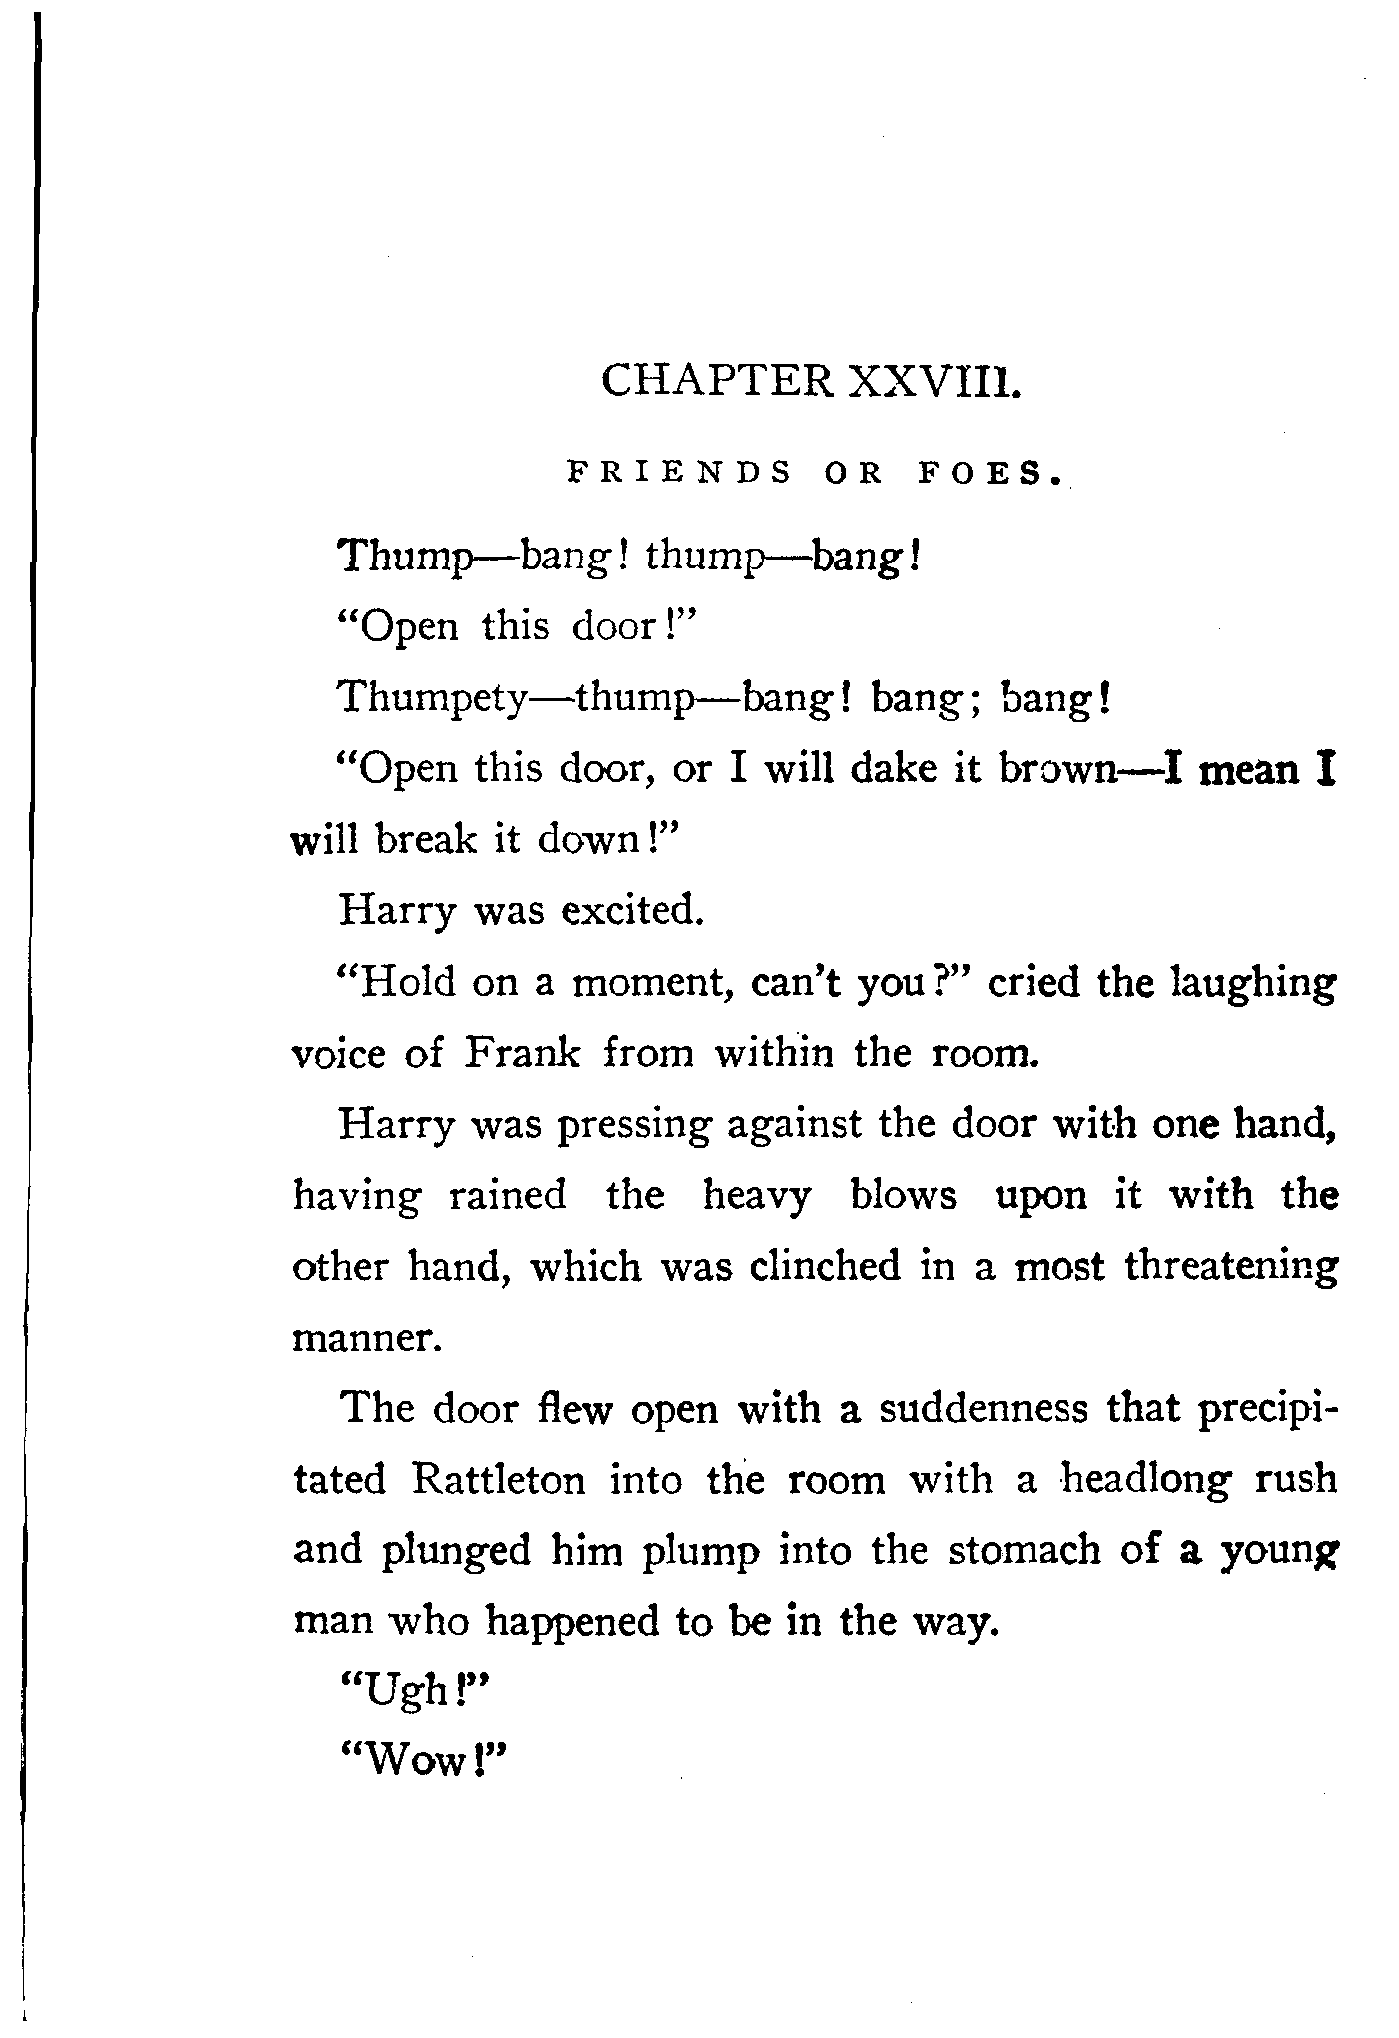 CHAPTER XXVIII.
FRIENDS OR FOES.
Thump—bang! thump—bang!
“Open this door!”
Thumpety—thump—bang! bang; bang!
“Open this door, or I will dake it brown—I mean I
will break it down!”
Harry was excited.
“Hold on a moment, can’t you?” cried the laughing
voice of Frank from within the room.
Harry was pressing against the door with one hand,
having rained the heavy blows upon it with the
other hand, which was clinched in a most threatening
manner.
The door flew open with a suddenness that precipi-
tated Rattleton into the room with a headlong rush
and plunged him plump into the stomach of a young
man who happened to be in the way.
“Ugh!”
“Wow!”